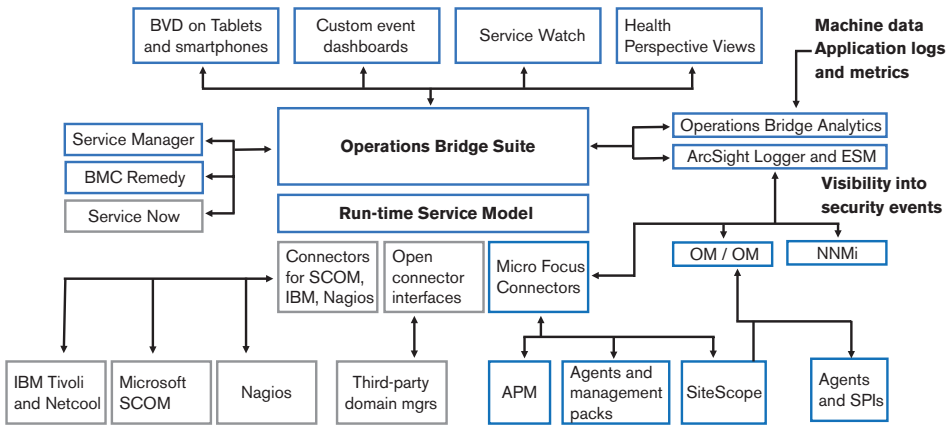 BVD on Tablets
and smartphones
Custom event
dashboards
Service Watch
Health
Perspective Views
Machine data
Application logs
and metrics
Service Manager
BMC Remedy
Service Now
Operations Bridge Suite
Run-time Service Model
Operations Bridge Analytics
ArcSight Logger and ESM
Visibility into
security events
Connectors
for SCOM,
IBM, Nagios
Open
connector
interfaces
Micro Focus
Connectors
OM / OM
NNMi
IBM Tivoli
and Netcool
Microsoft
SCOM
Nagios
Third-party
domain mgrs
APM
Agents and
management
packs
SiteScope
Agents
and SPIs